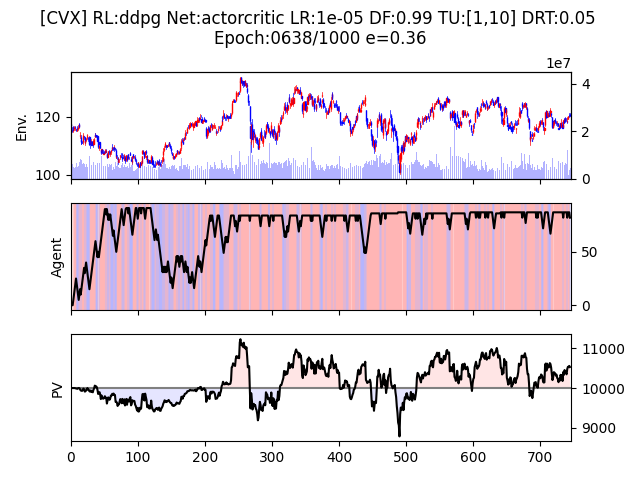 [CVX] RL:ddpg Net:actorcritic LR:1e-05 DF:0.99 TU:[1,10] DRT:0.05
Epoch:0638/1000 e=0.36
1e7
Env.
120
100
4
2
0
Agent
50
0
PV
11000
10000
9000
0 100 200 300 400 500 600 700